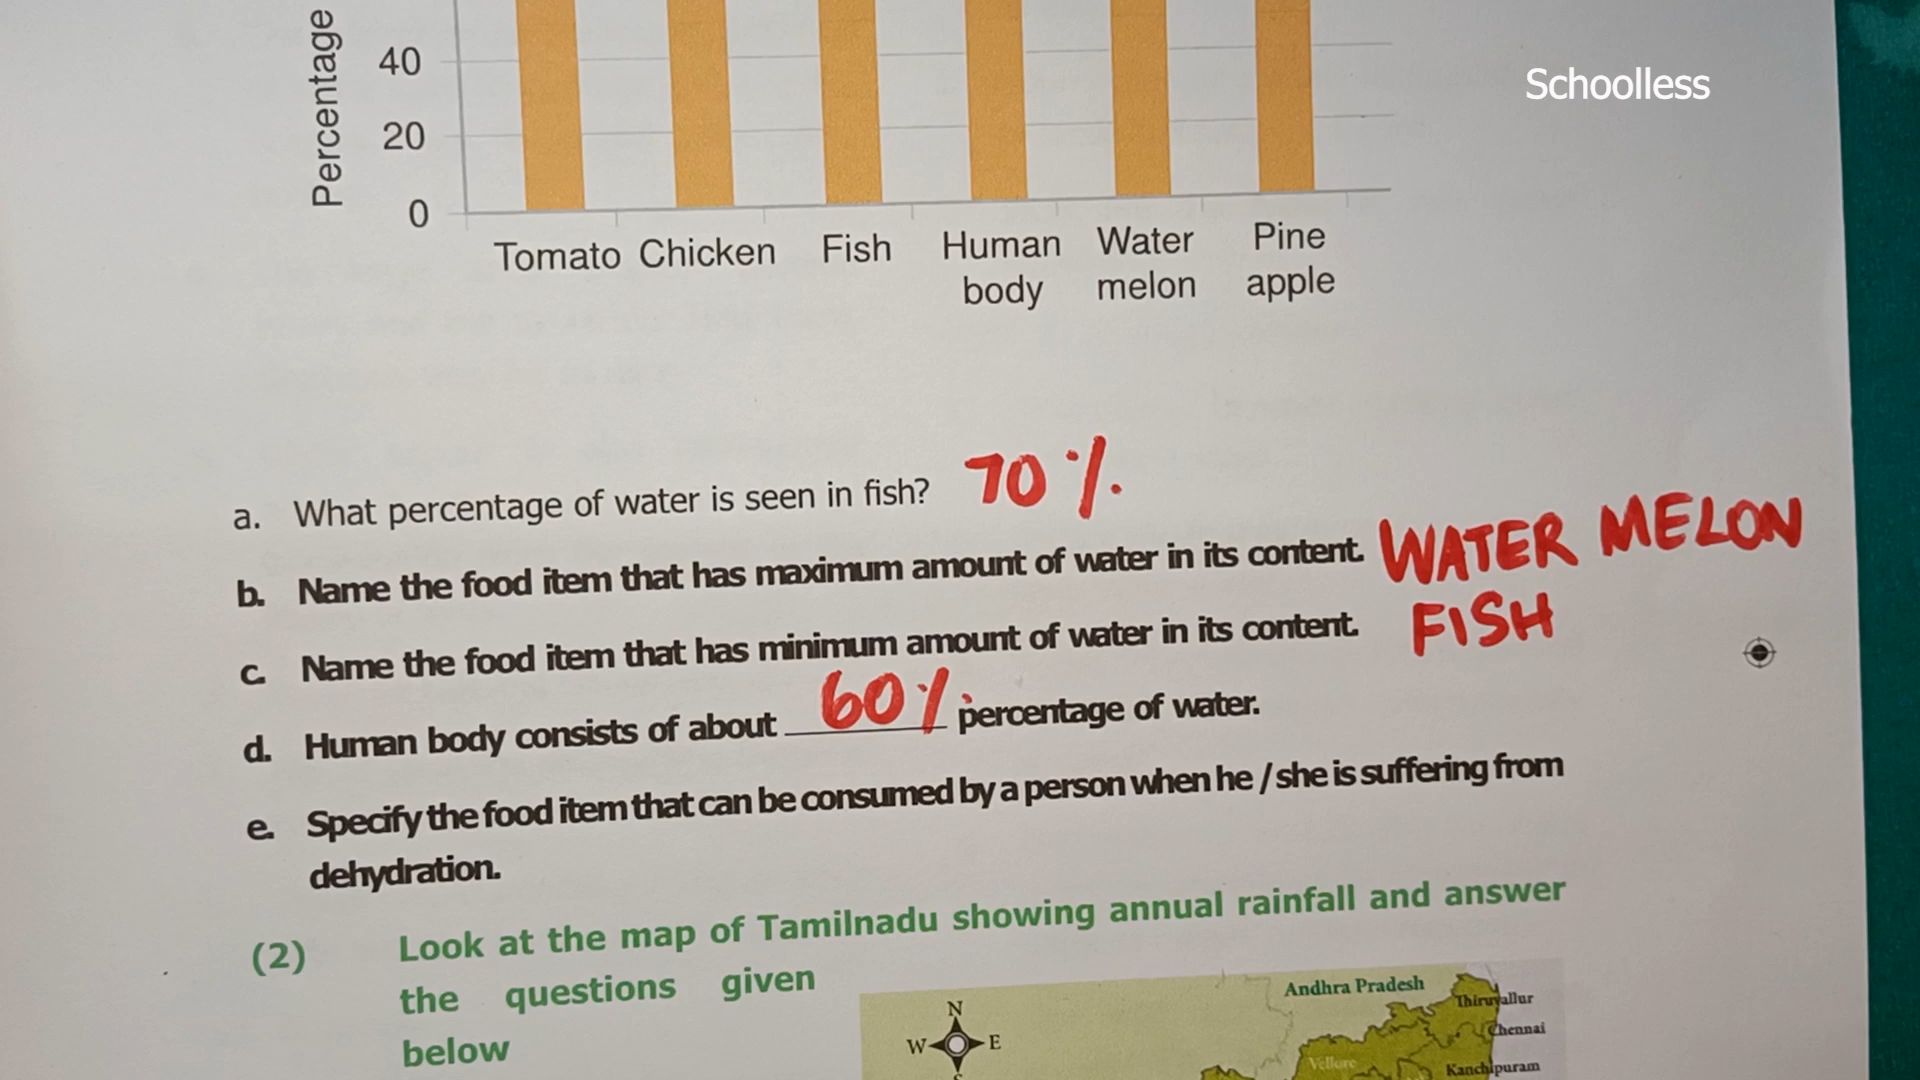 Percentage
40
20
0
Tomato Chicken Fish Human body Water melon Pine apple
Schoolless
a. What percentage of water is seen in fish? 70 %.
b. Name the food item that has maximum amount of water in its content. WATER MELON
c. Name the food item that has minimum amount of water in its content. FISH
d. Human body consists of about 60% percentage of water.
e. Specify the food item that can be consumed by a person when he / she is suffering from
dehydration.
(2) Look at the map of Tamilnadu showing annual rainfall and answer
the questions given
below
N
W E
Andhra Pradesh
Thiruvallur
Chennai
Vellore
Kanchipuram